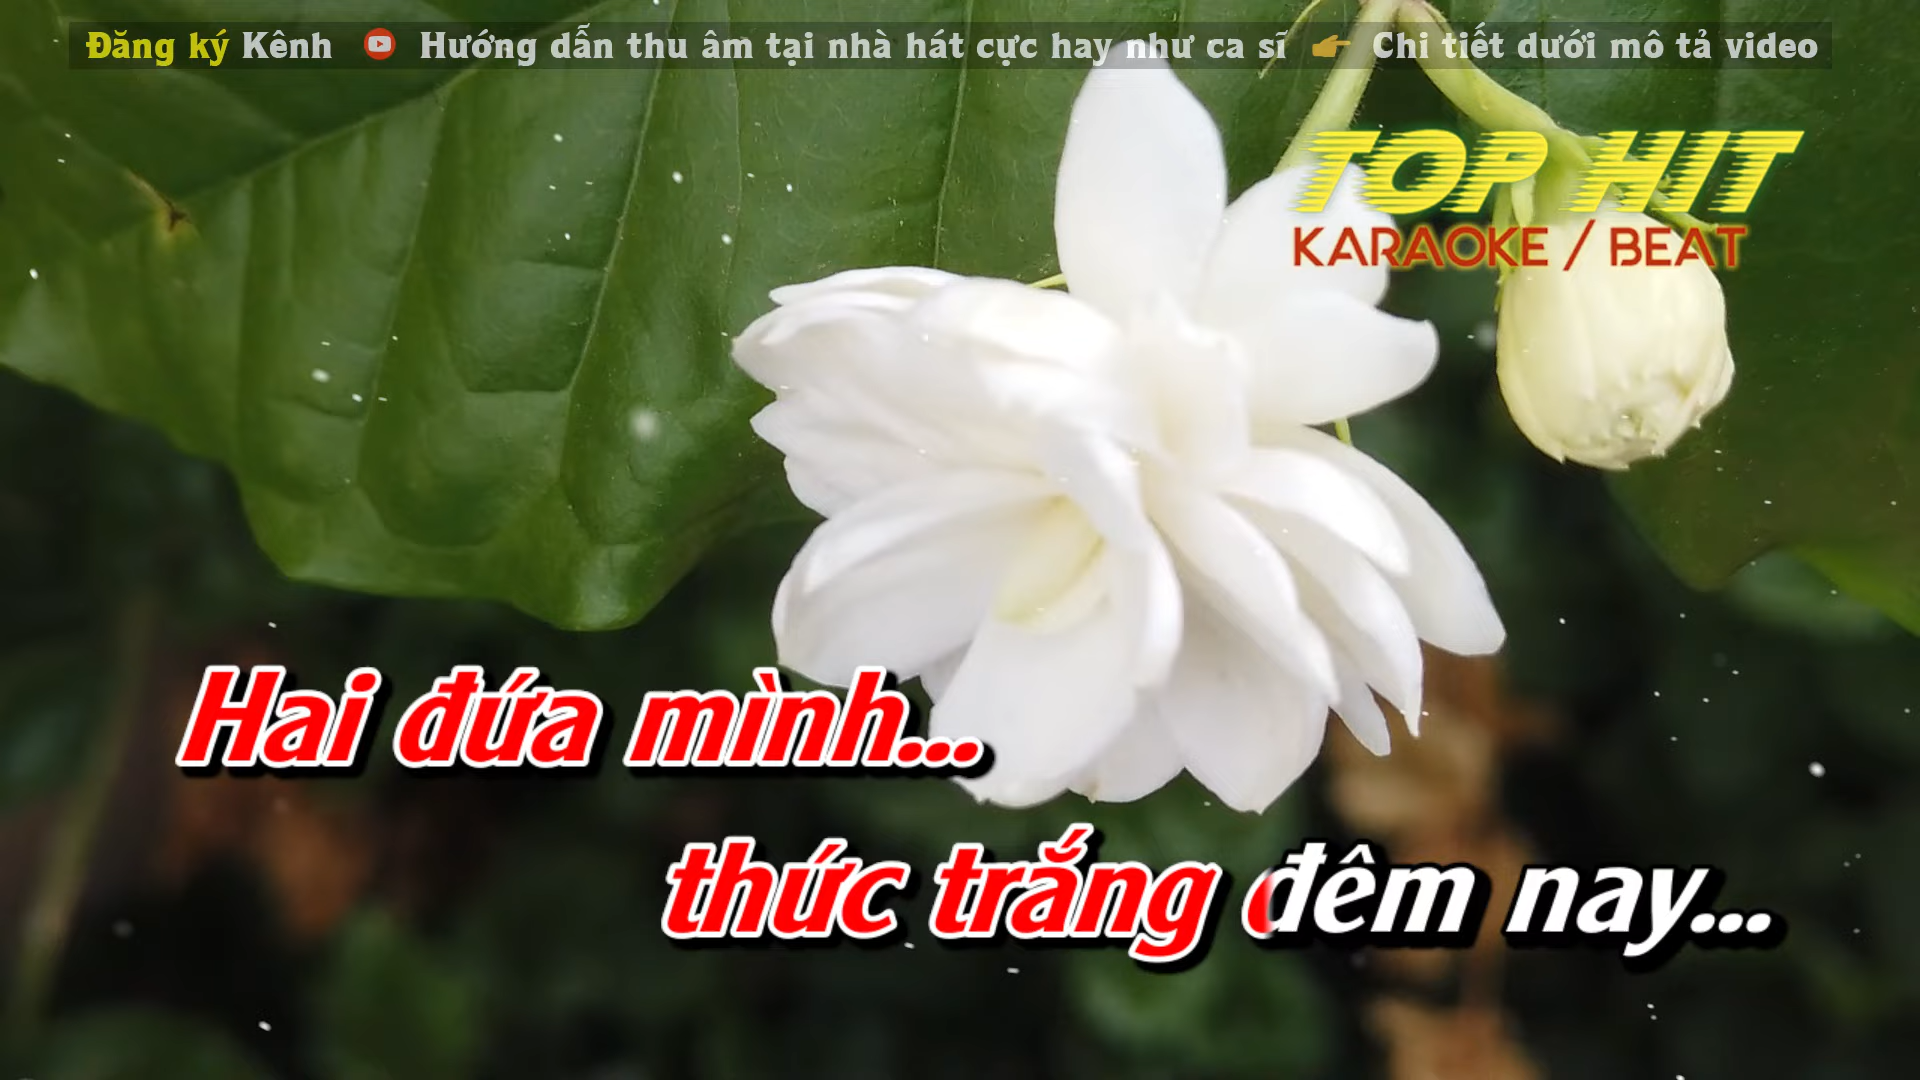 Đăng ký Kênh Hướng dẫn thu âm tại nhà hát cực hay như ca sĩ Chi tiết dưới mô tả video
TOP HIT
KARAOKE / BEAT
Hai đứa mình...
thức trắng đêm nay...